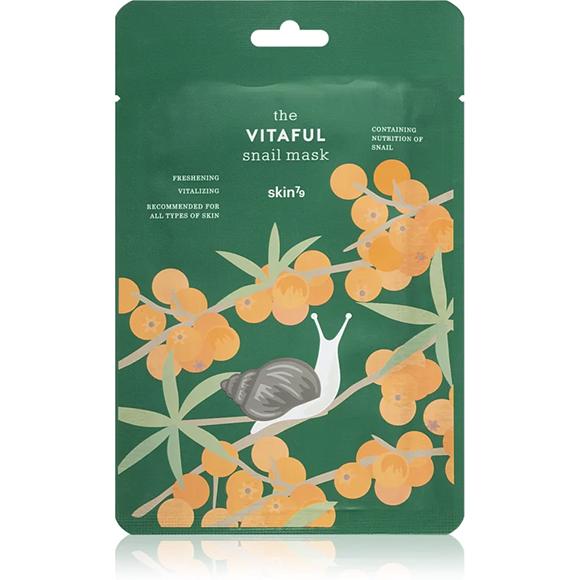 the
VITAFUL
snail mask
CONTAINING
NUTRITION OF
SNAIL
FRESHENING
VITALIZING
RECOMMENDED FOR
ALL TYPES OF SKIN
skin79